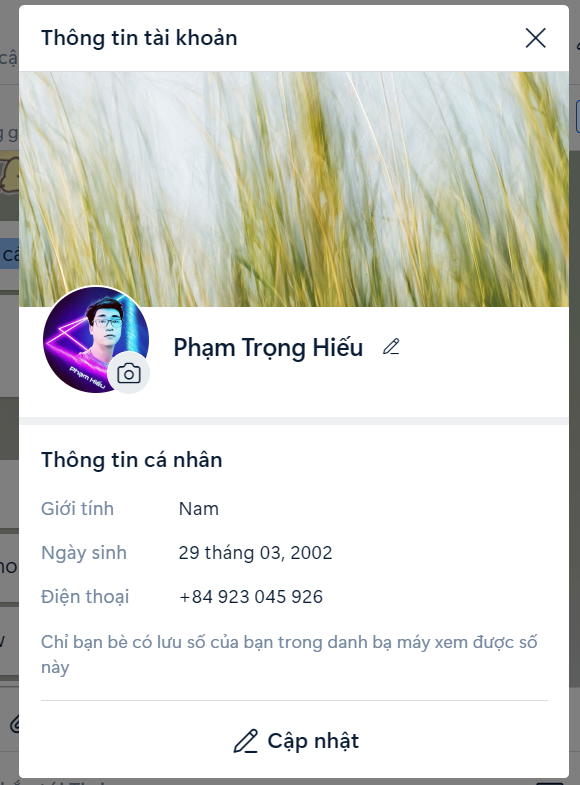 Thông tin tài khoản
Phạm Hiếu
Phạm Trọng Hiếu
Thông tin cá nhân
Giới tính Nam
Ngày sinh 29 tháng 03, 2002
Điện thoại +84 923 045 926
Chỉ bạn bè có lưu số của bạn trong danh bạ máy xem được số
này
Cập nhật